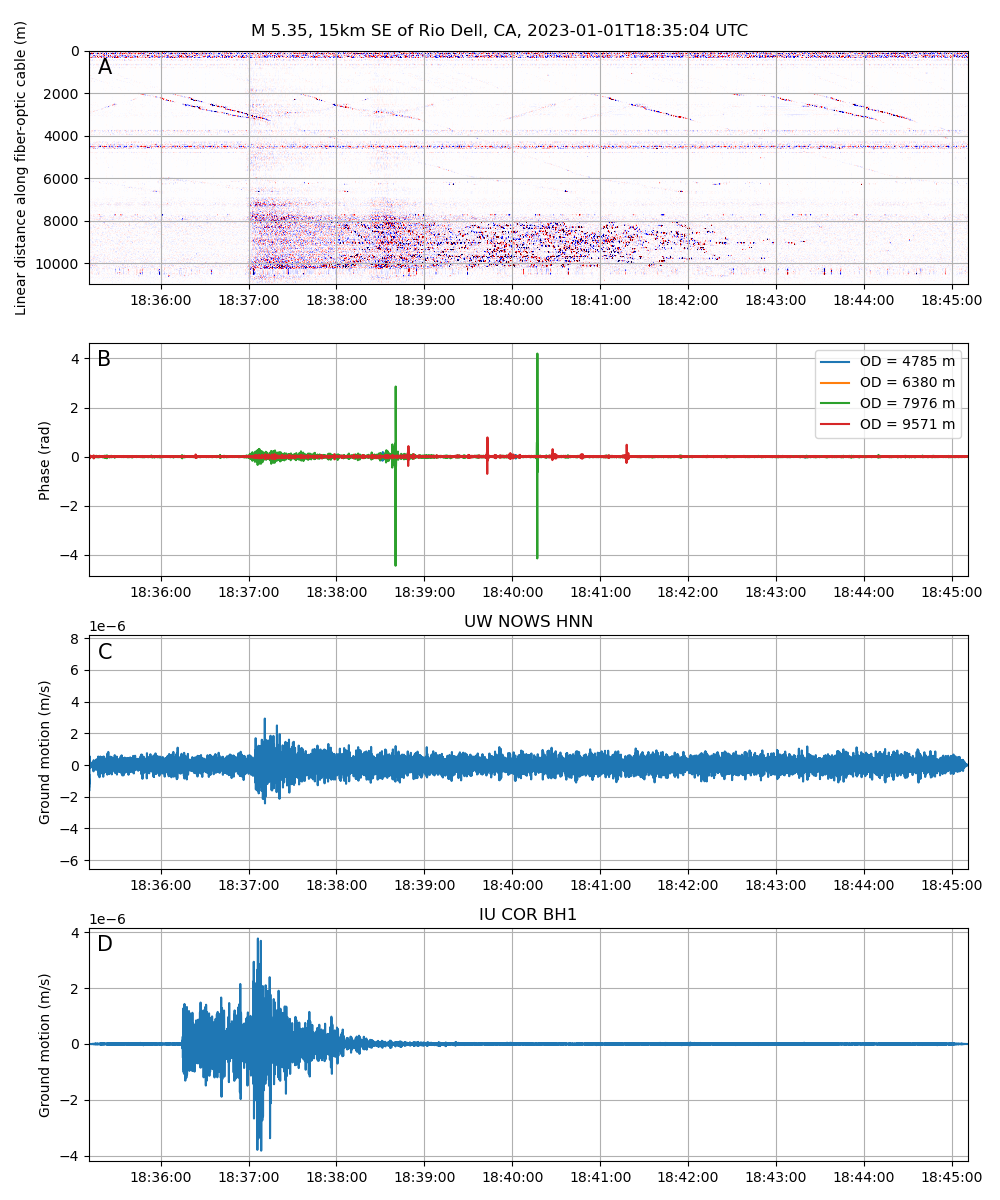 M 5.35, 15km SE of Rio Dell, CA, 2023-01-01T18:35:04 UTC
Linear distance along fiber-optic cable (m)
A
0
2000
4000
6000
8000
10000
18:36:00 18:37:00 18:38:00 18:39:00 18:40:00 18:41:00 18:42:00 18:43:00 18:44:00 18:45:00
B
Phase (rad)
4
2
0
−2
−4
OD = 4785 m
OD = 6380 m
OD = 7976 m
OD = 9571 m
18:36:00 18:37:00 18:38:00 18:39:00 18:40:00 18:41:00 18:42:00 18:43:00 18:44:00 18:45:00
UW NOWS HNN
1e−6
C
Ground motion (m/s)
8
6
4
2
0
−2
−4
−6
18:36:00 18:37:00 18:38:00 18:39:00 18:40:00 18:41:00 18:42:00 18:43:00 18:44:00 18:45:00
IU COR BH1
1e−6
D
Ground motion (m/s)
4
2
0
−2
−4
18:36:00 18:37:00 18:38:00 18:39:00 18:40:00 18:41:00 18:42:00 18:43:00 18:44:00 18:45:00